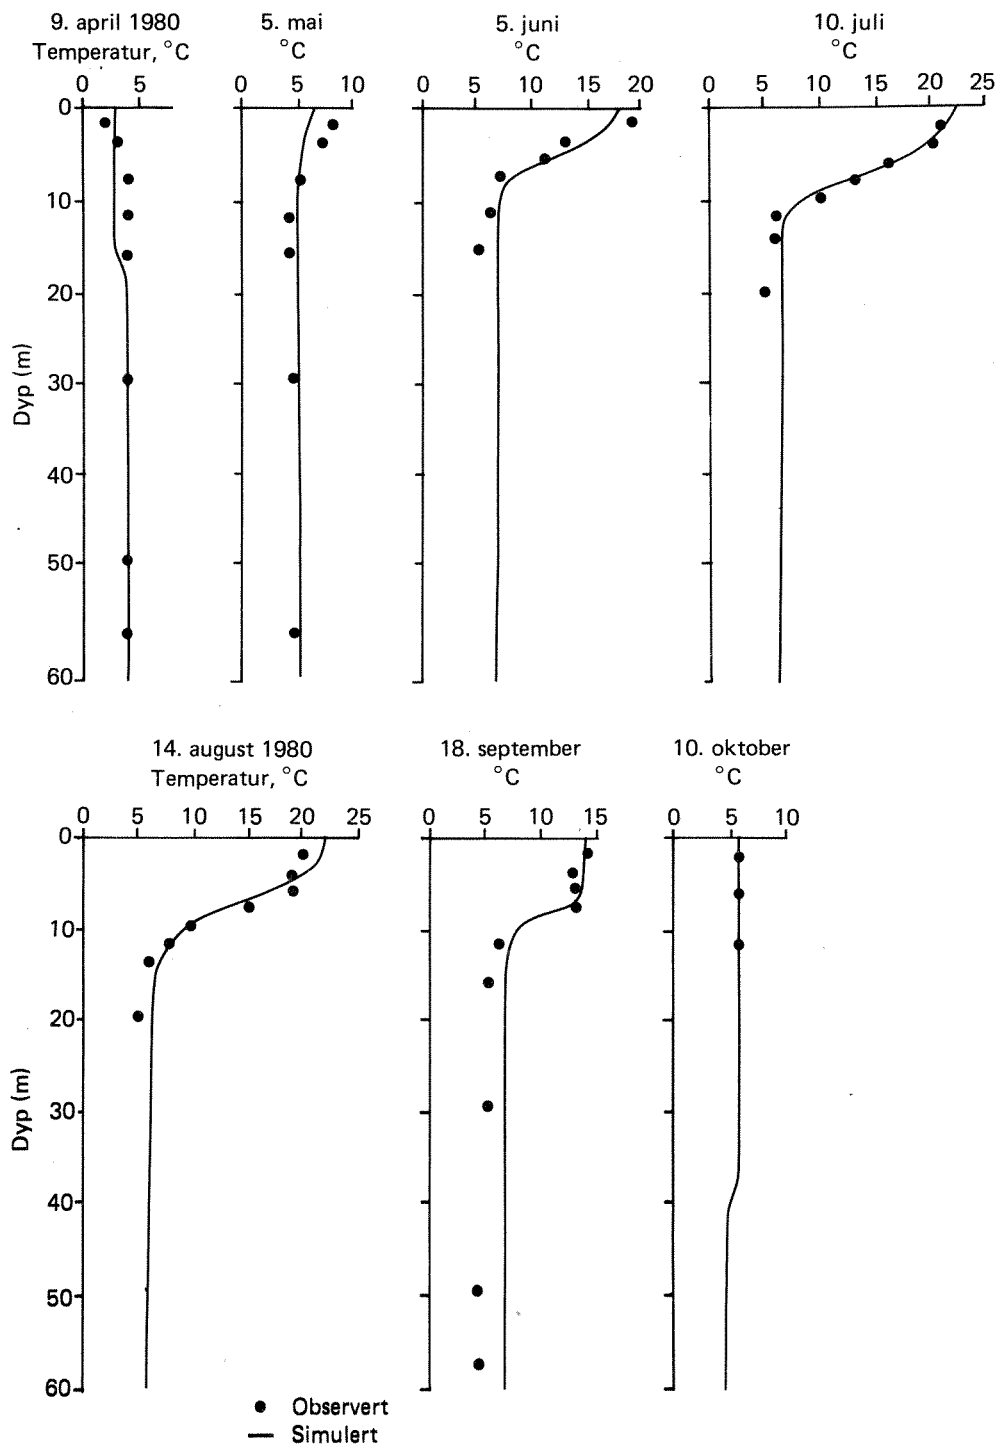 9. april 1980
Temperatur, °C
5. mai
°C
5. juni
°C
10. juli
°C
0 5
0 5 10
0 5 10 15 20
0 5 10 15 20 25
0
10
20
30
40
50
60
Dyp (m)
14. august 1980
Temperatur, °C
18. september
°C
10. oktober
°C
0 5 10 15 20 25
0 5 10 15
0 5 10
0
10
20
30
40
50
60
Dyp (m)
Observert
Simulert